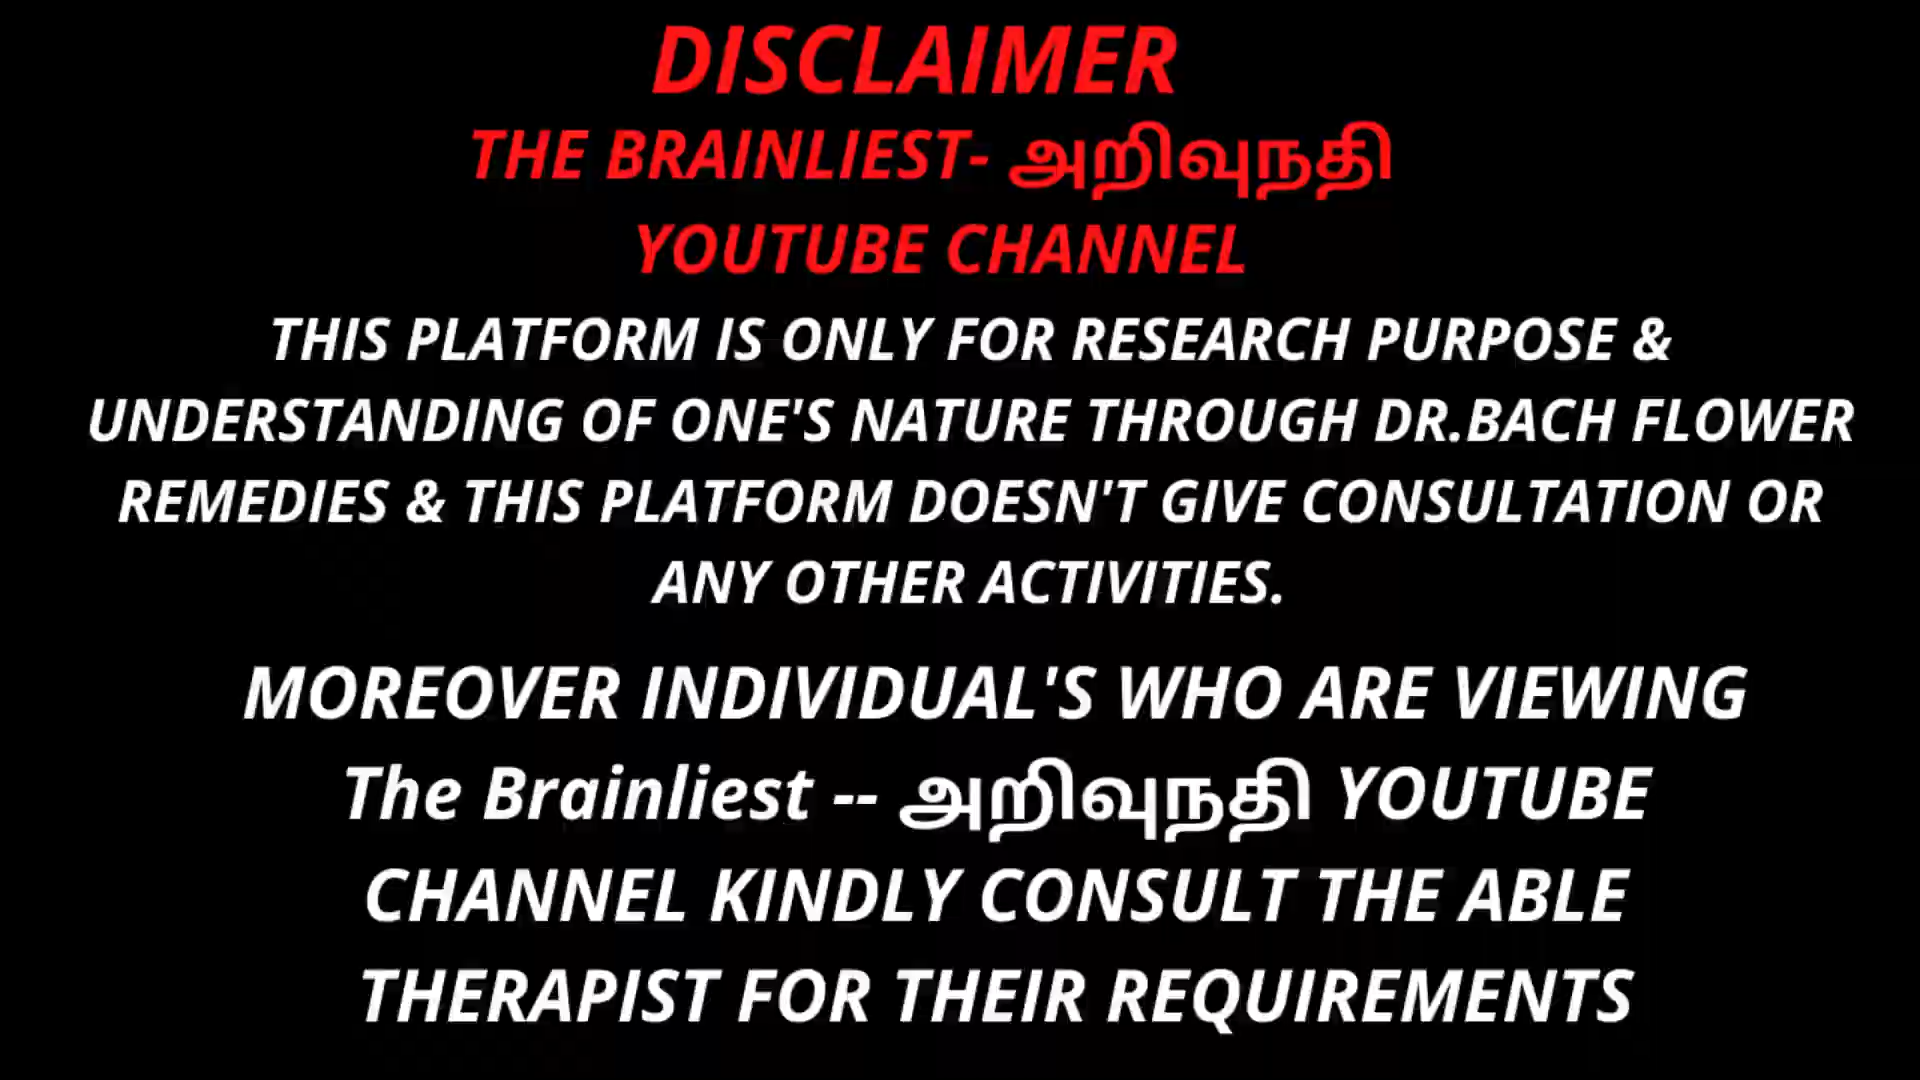 DISCLAIMER
THE BRAINLIEST- அறிவுநதி
YOUTUBE CHANNEL
THIS PLATFORM IS ONLY FOR RESEARCH PURPOSE &
UNDERSTANDING OF ONE'S NATURE THROUGH DR.BACH FLOWER
REMEDIES & THIS PLATFORM DOESN'T GIVE CONSULTATION OR
ANY OTHER ACTIVITIES.
MOREOVER INDIVIDUAL'S WHO ARE VIEWING
The Brainliest -- அறிவுநதி YOUTUBE
CHANNEL KINDLY CONSULT THE ABLE
THERAPIST FOR THEIR REQUIREMENTS